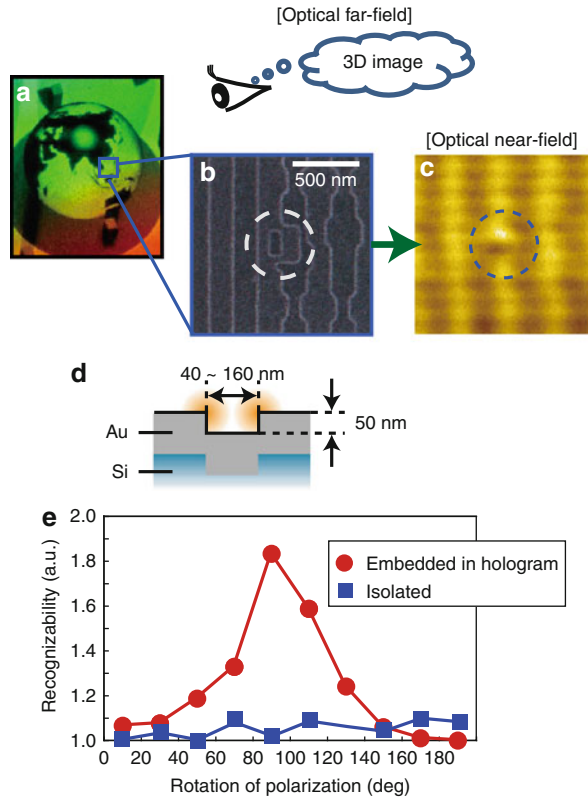 [Optical far-field]
3D image
a
[Optical near-field]
b
500 nm
c
d
40 ~ 160 nm
50 nm
Au
Si
e
2.0
1.8
1.6
1.4
1.2
1.0
Recognizability (a.u.)
Embedded in hologram
Isolated
0 20 40 60 80 100 120 140 160 180
Rotation of polarization (deg)